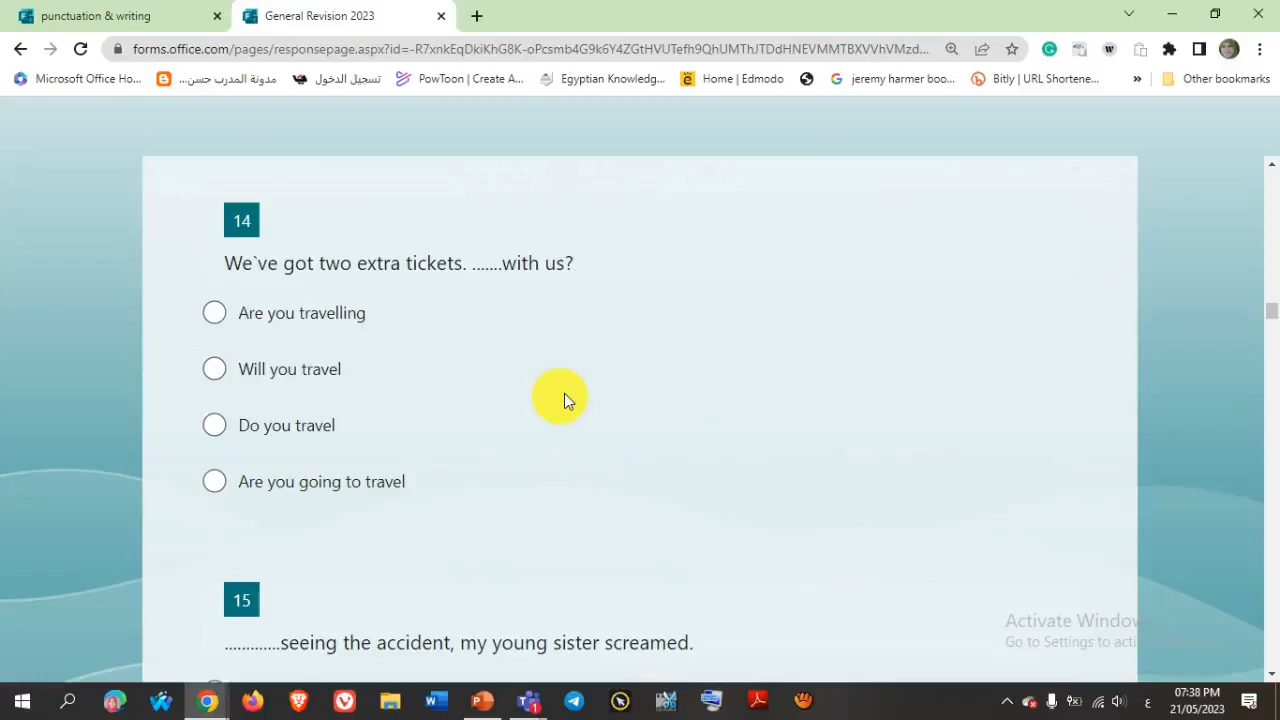 punctuation & writing
General Revision 2023
forms.office.com/pages/responsepage.aspx?id=-R7xnkEqDkiKhG8K-oPcsmb4G9k6Y4ZGtHVUTefh9QhUMThJTDdHNEVMMTBXVVhVMzd...
Microsoft Office Ho...
مدونة المدرب حسن...
تسجيل الدخول
PowToon | Create A...
Egyptian Knowledg...
Home | Edmodo
jeremy harmer boo...
Bitly | URL Shortene...
»
Other bookmarks
14
We`ve got two extra tickets. .......with us?
Are you travelling
Will you travel
Do you travel
Are you going to travel
15
.............seeing the accident, my young sister screamed.
Activate Windo
Go to Settings to acti
07:38 PM
21/05/2023